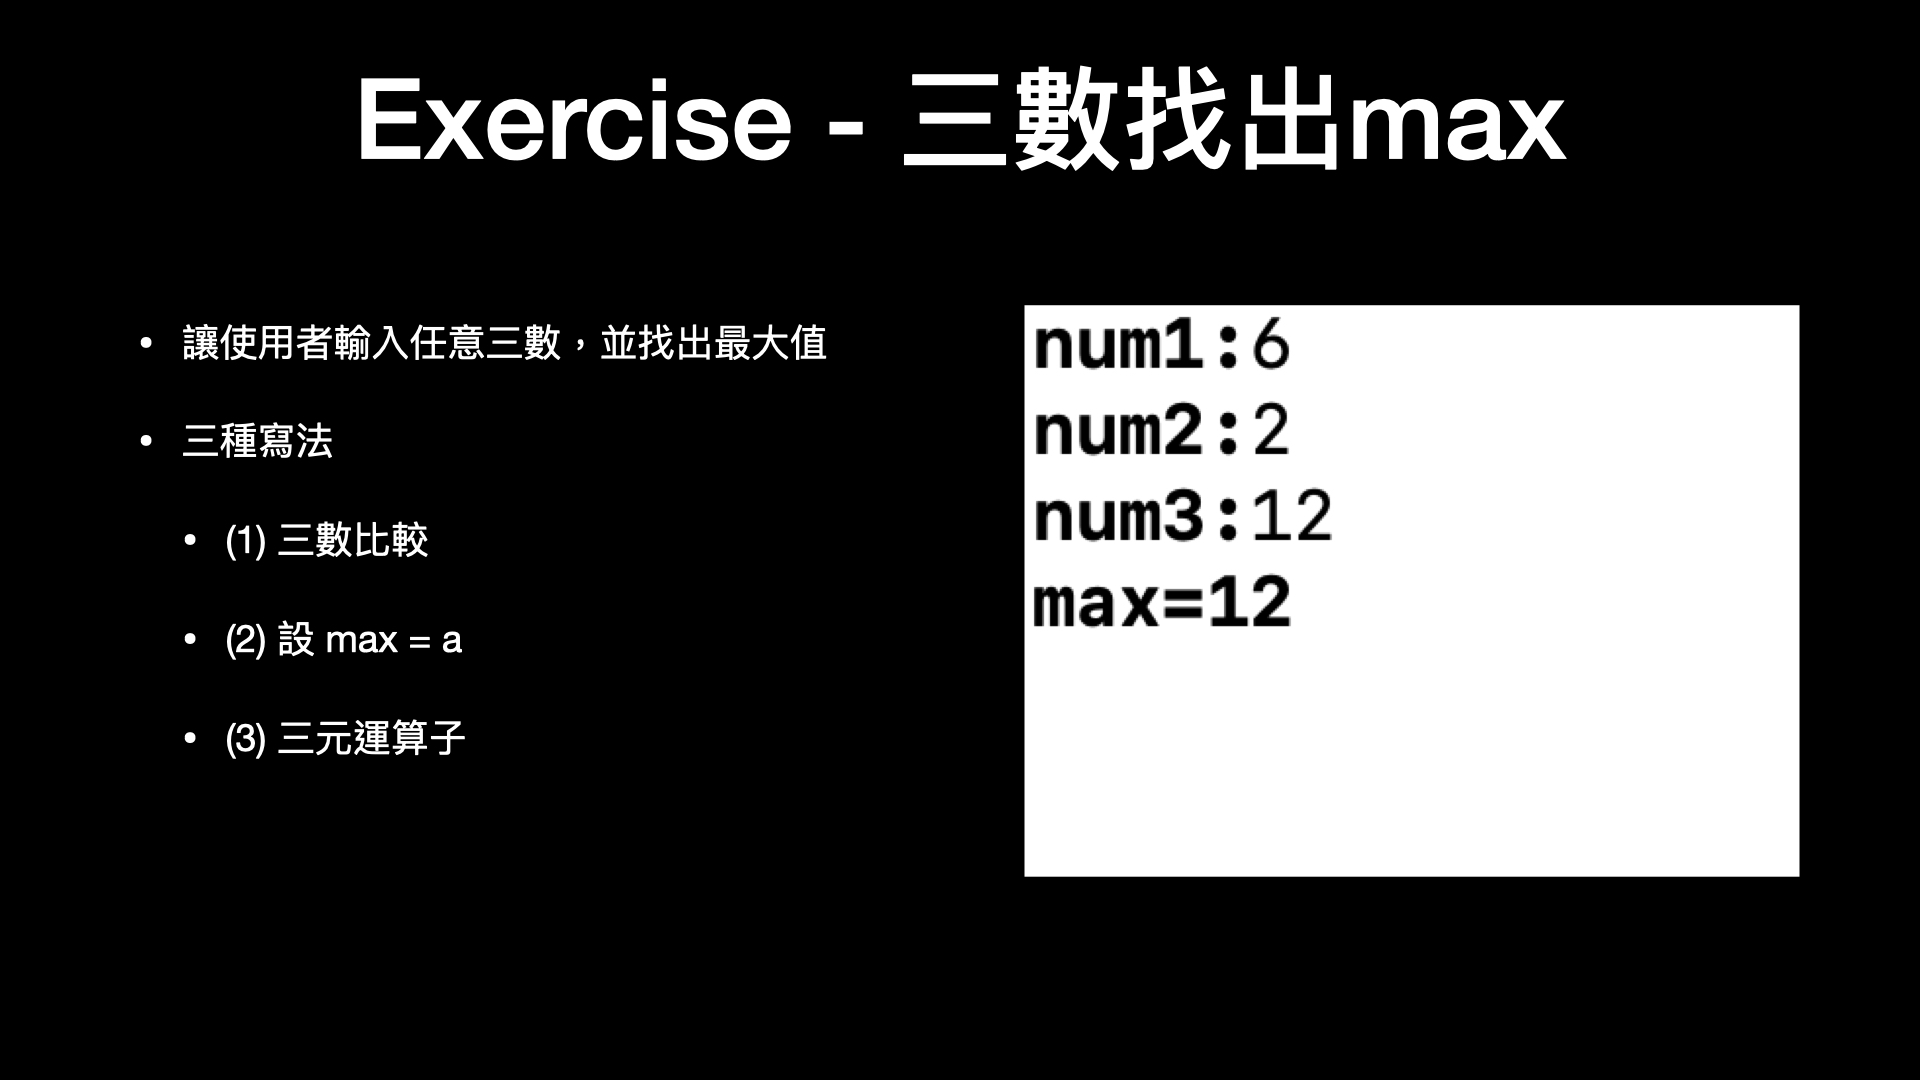 Exercise - 三數找出max
• 讓使用者輸入任意三數，並找出最大值
• 三種寫法
• (1) 三數比較
• (2) 設 max = a
• (3) 三元運算子
num1:6
num2:2
num3:12
max=12